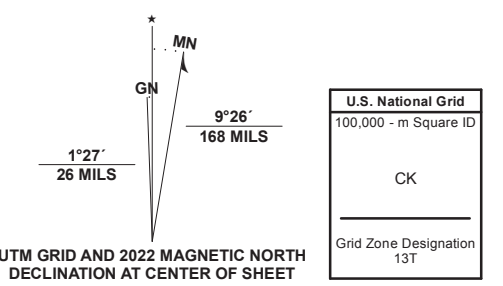 MN
GN
9°26´
168 MILS
1°27´
26 MILS
UTM GRID AND 2022 MAGNETIC NORTH
DECLINATION AT CENTER OF SHEET
U.S. National Grid
100,000 - m Square ID
CK
Grid Zone Designation
13T